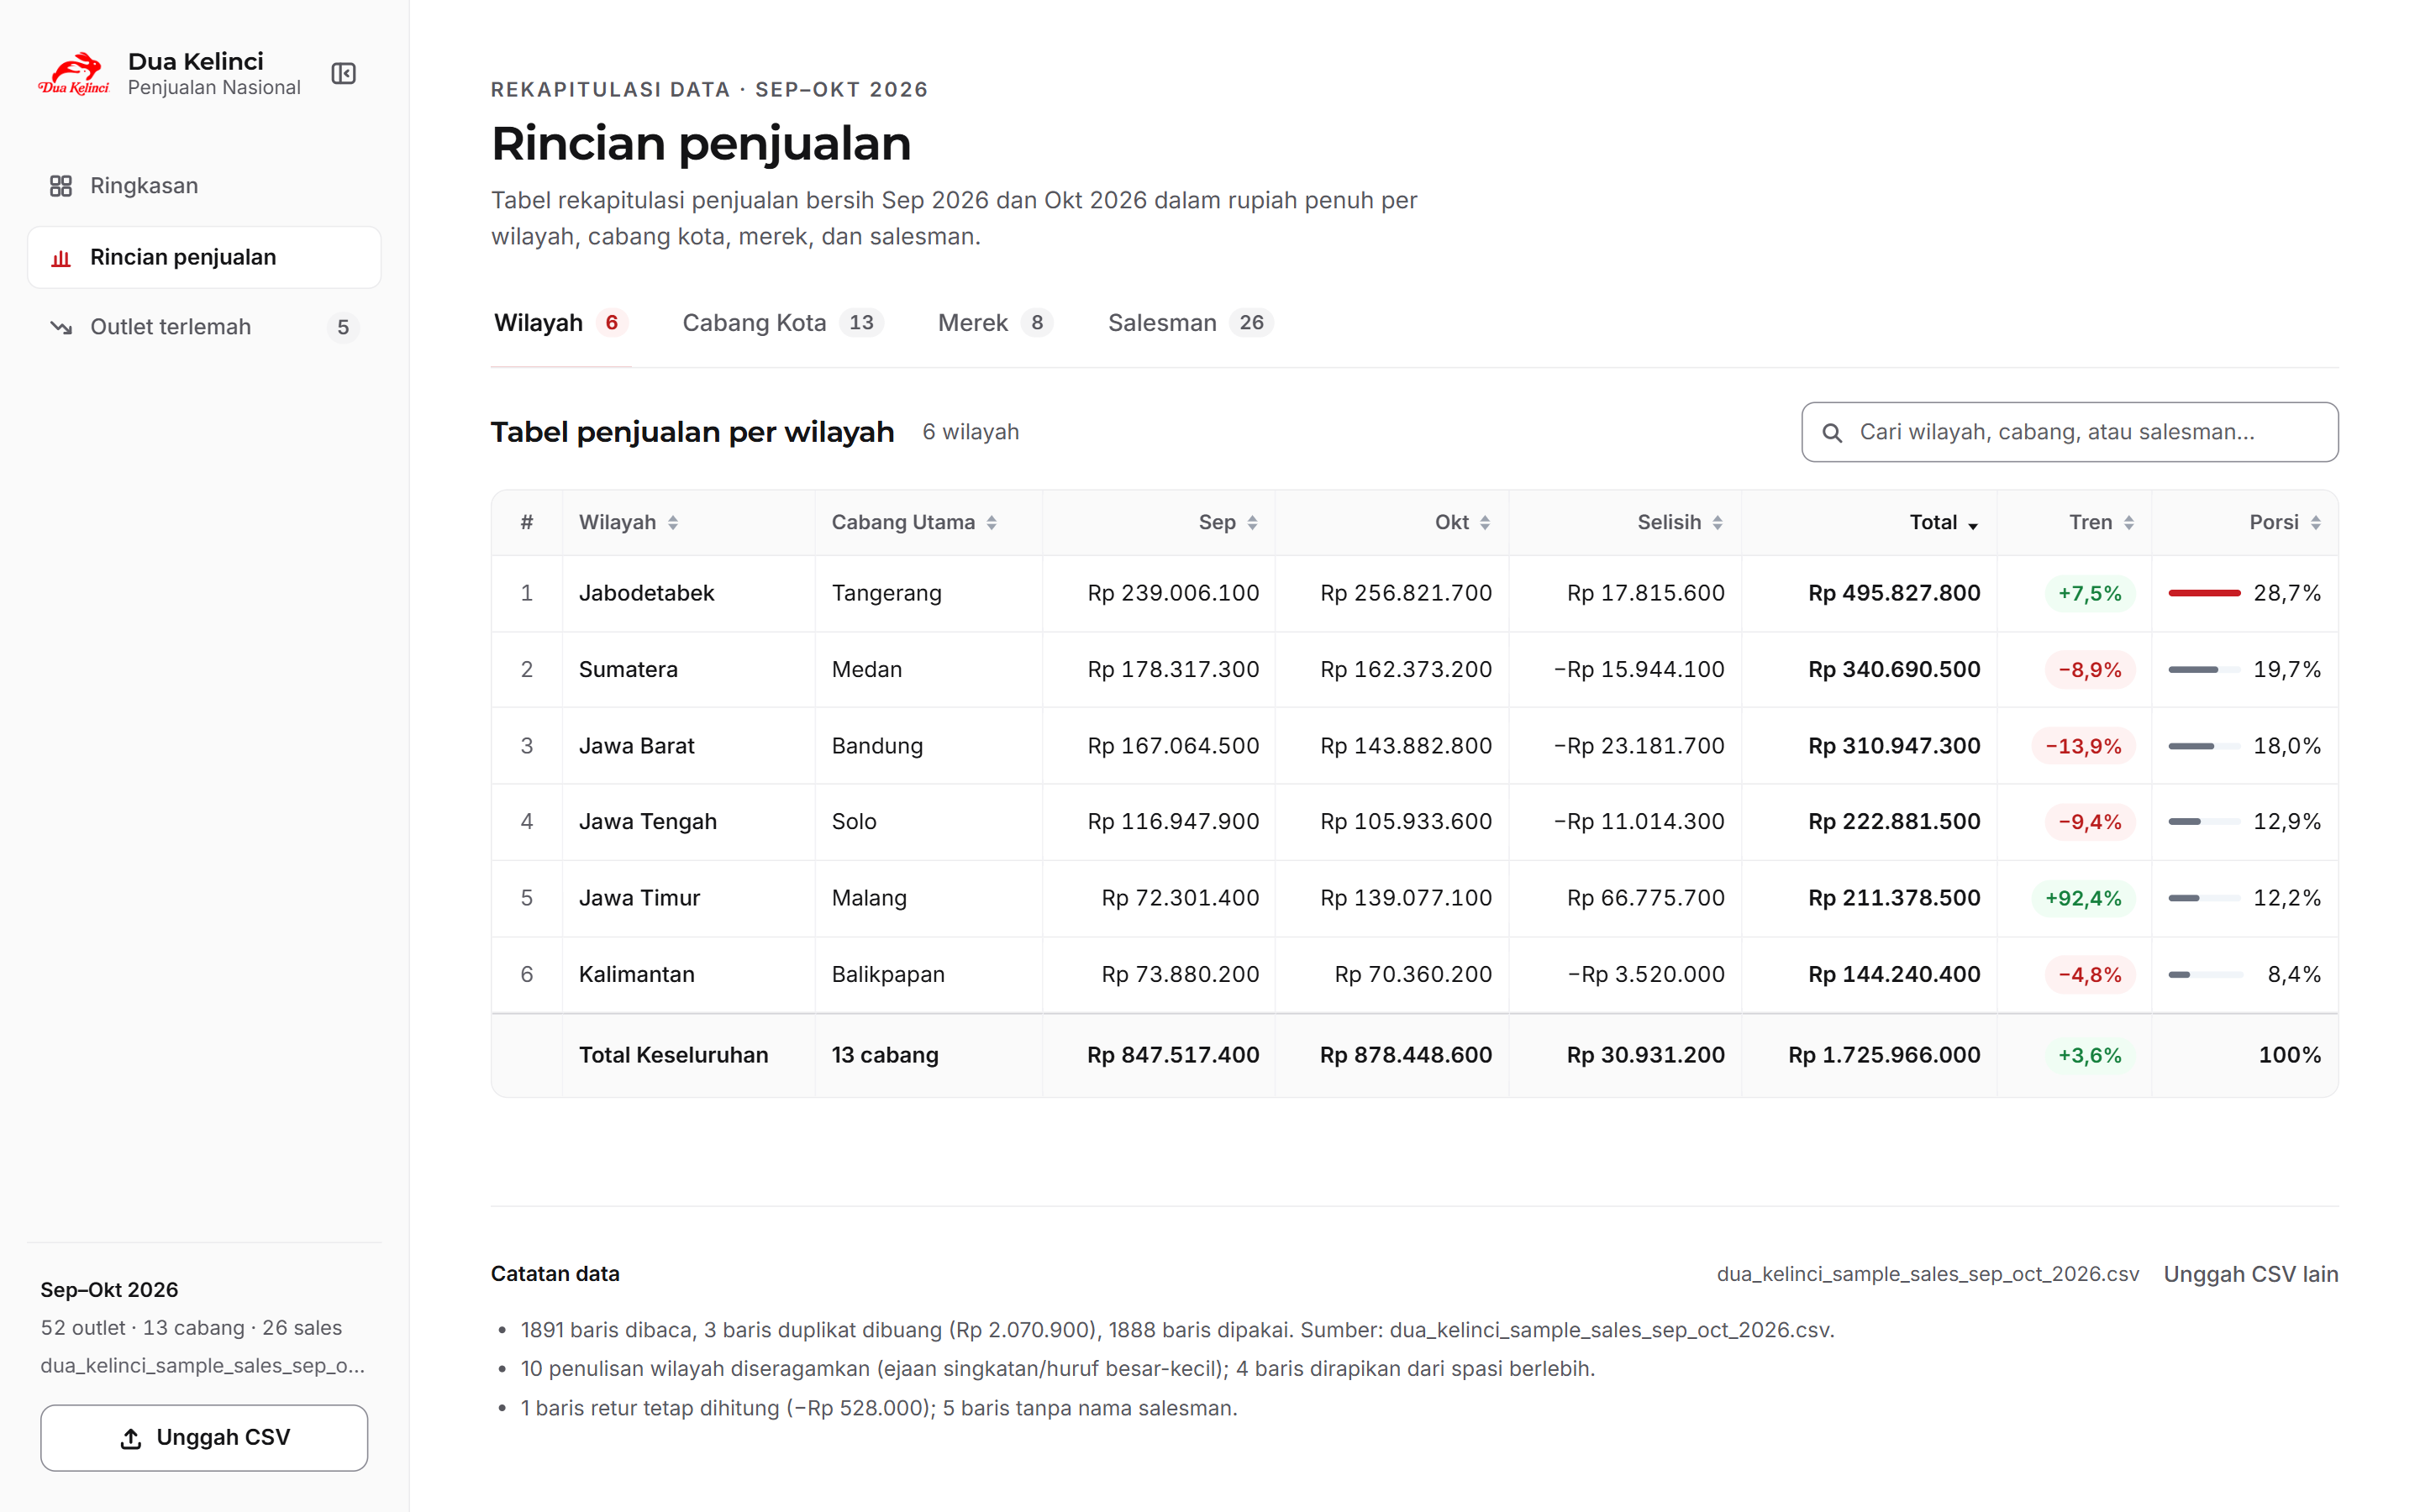 Dua Kelinci
Dua Kelinci
Penjualan Nasional
Ringkasan
Rincian penjualan
Outlet terlemah 5
Sep–Okt 2026
52 outlet · 13 cabang · 26 sales
dua_kelinci_sample_sales_sep_o...
Unggah CSV
REKAPITULASI DATA · SEP–OKT 2026
Rincian penjualan
Tabel rekapitulasi penjualan bersih Sep 2026 dan Okt 2026 dalam rupiah penuh per
wilayah, cabang kota, merek, dan salesman.
Wilayah 6 Cabang Kota 13 Merek 8 Salesman 26
Tabel penjualan per wilayah 6 wilayah
Cari wilayah, cabang, atau salesman...
# Wilayah Cabang Utama Sep Okt Selisih Total Tren Porsi
1 Jabodetabek Tangerang Rp 239.006.100 Rp 256.821.700 Rp 17.815.600 Rp 495.827.800 +7,5% 28,7%
2 Sumatera Medan Rp 178.317.300 Rp 162.373.200 −Rp 15.944.100 Rp 340.690.500 −8,9% 19,7%
3 Jawa Barat Bandung Rp 167.064.500 Rp 143.882.800 −Rp 23.181.700 Rp 310.947.300 −13,9% 18,0%
4 Jawa Tengah Solo Rp 116.947.900 Rp 105.933.600 −Rp 11.014.300 Rp 222.881.500 −9,4% 12,9%
5 Jawa Timur Malang Rp 72.301.400 Rp 139.077.100 Rp 66.775.700 Rp 211.378.500 +92,4% 12,2%
6 Kalimantan Balikpapan Rp 73.880.200 Rp 70.360.200 −Rp 3.520.000 Rp 144.240.400 −4,8% 8,4%
Total Keseluruhan 13 cabang Rp 847.517.400 Rp 878.448.600 Rp 30.931.200 Rp 1.725.966.000 +3,6% 100%
Catatan data dua_kelinci_sample_sales_sep_oct_2026.csv Unggah CSV lain
• 1891 baris dibaca, 3 baris duplikat dibuang (Rp 2.070.900), 1888 baris dipakai. Sumber: dua_kelinci_sample_sales_sep_oct_2026.csv.
• 10 penulisan wilayah diseragamkan (ejaan singkatan/huruf besar-kecil); 4 baris dirapikan dari spasi berlebih.
• 1 baris retur tetap dihitung (−Rp 528.000); 5 baris tanpa nama salesman.